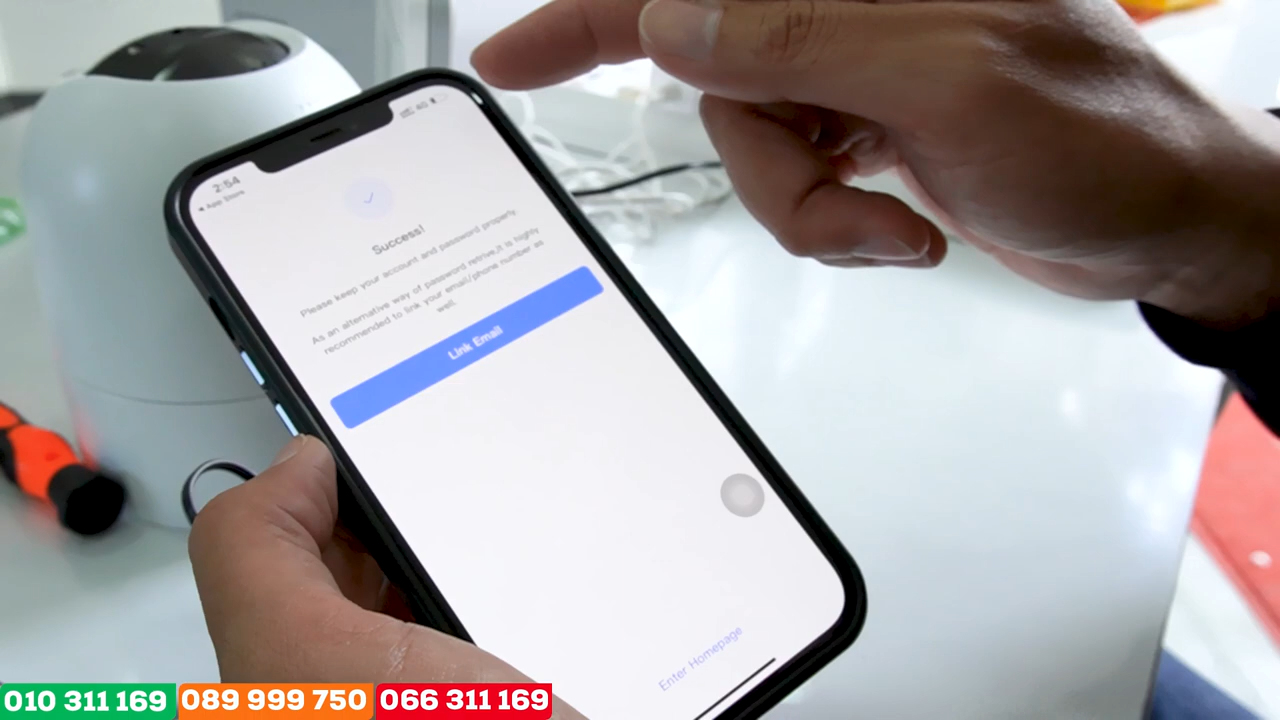 2:54
4G
◀ App Store
Success!
Please keep your account and password properly
As an alternative way of password retrive,it is highly
recommended to link your email/phone number as
well.
Link Email
Enter Homepage
010 311 169
089 999 750
066 311 169